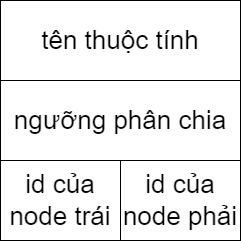 tên thuộc tính
ngưỡng phân chia
id của
node trái
id của
node phải